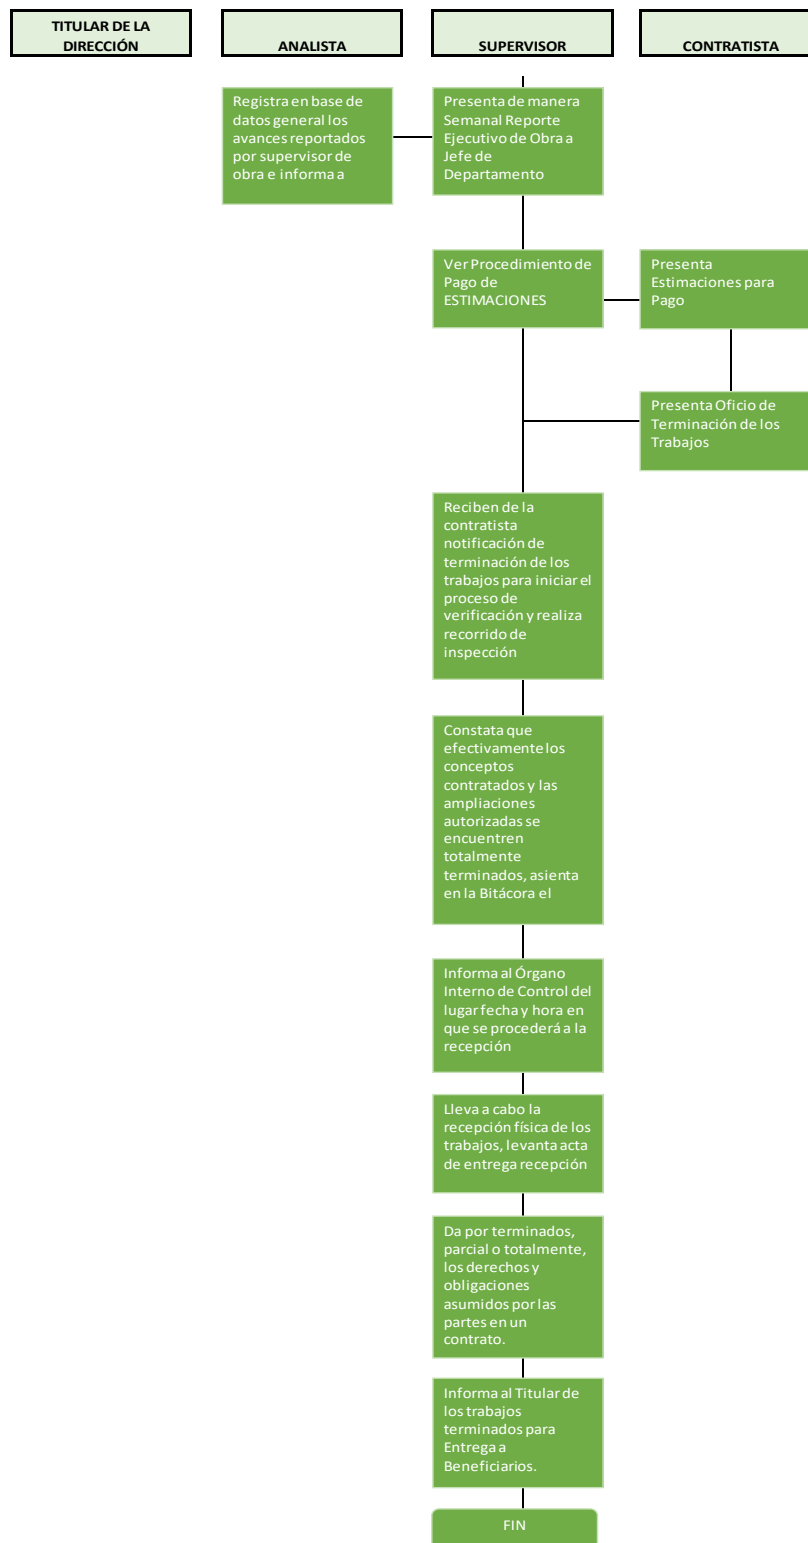 TITULAR DE LA
DIRECCIÓN
ANALISTA
SUPERVISOR
CONTRATISTA
Registra en base de
datos general los
avances reportados
por supervisor de
obra e informa a
Presenta de manera
Semanal Reporte
Ejecutivo de Obra a
Jefe de
Departamento
Ver Procedimiento de
Pago de
ESTIMACIONES
Presenta
Estimaciones para
Pago
Presenta Oficio de
Terminación de los
Trabajos
Reciben de la
contratista
notificación de
terminación de los
trabajos para iniciar el
proceso de
verificación y realiza
recorrido de
inspección
Constata que
efectivamente los
conceptos
contratados y las
ampliaciones
autorizadas se
encuentren
totalmente
terminados, asienta
en la Bitácora el
Informa al Órgano
Interno de Control del
lugar fecha y hora en
que se procederá a la
recepción
Lleva a cabo la
recepción física de los
trabajos, levanta acta
de entrega recepción
Da por terminados,
parcial o totalmente,
los derechos y
obligaciones
asumidos por las
partes en un
contrato.
Informa al Titular de
los trabajos
terminados para
Entrega a
Beneficiarios.
FIN